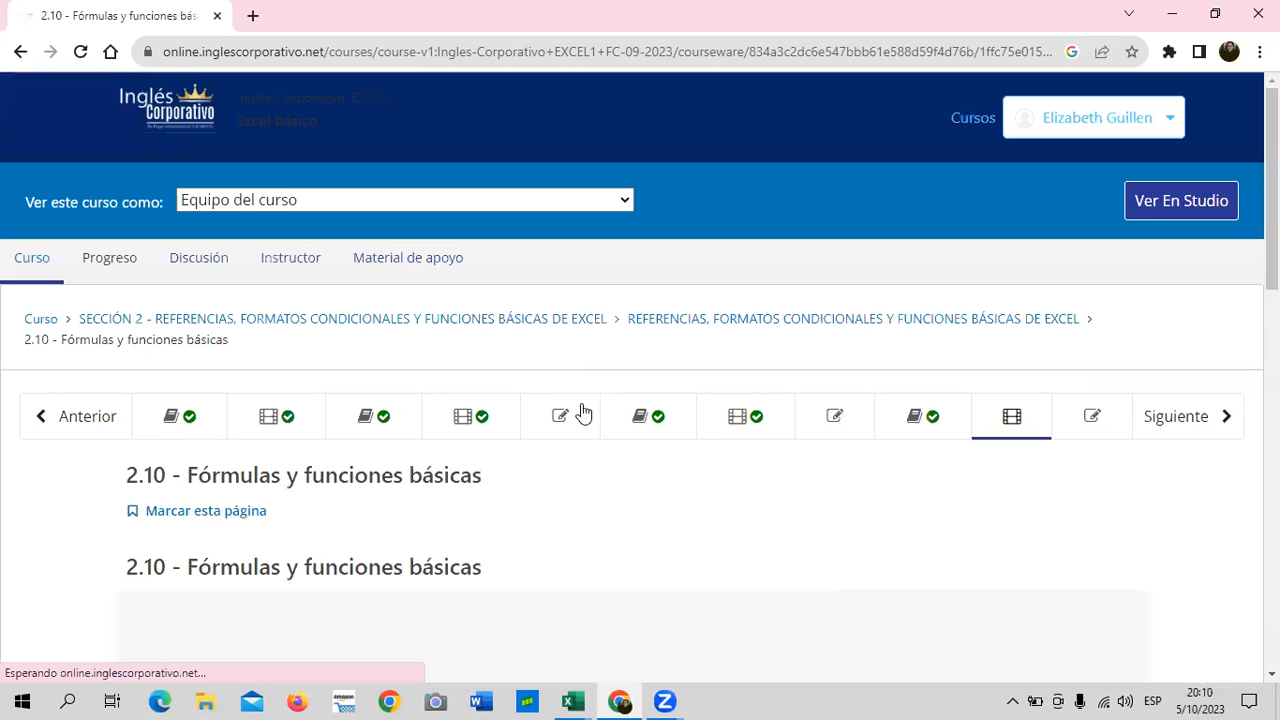 2.10 - Fórmulas y funciones bás
online.inglescorporativo.net/courses/course-v1:Ingles-Corporativo+EXCEL1+FC-09-2023/courseware/834a3c2dc6e547bbb61e588d59f4d76b/1ffc75e015...
Inglés
Corporativo
Excel básico
Cursos
Elizabeth Guillen
Ver este curso como:
Equipo del curso
Ver En Studio
Curso
Progreso
Discusión
Instructor
Material de apoyo
Curso > SECCIÓN 2 - REFERENCIAS, FORMATOS CONDICIONALES Y FUNCIONES BÁSICAS DE EXCEL > REFERENCIAS, FORMATOS CONDICIONALES Y FUNCIONES BÁSICAS DE EXCEL >
2.10 - Fórmulas y funciones básicas
Anterior
Siguiente
2.10 - Fórmulas y funciones básicas
Marcar esta página
2.10 - Fórmulas y funciones básicas
Esperando online.inglescorporativo.net...
ESP
20:10
5/10/2023